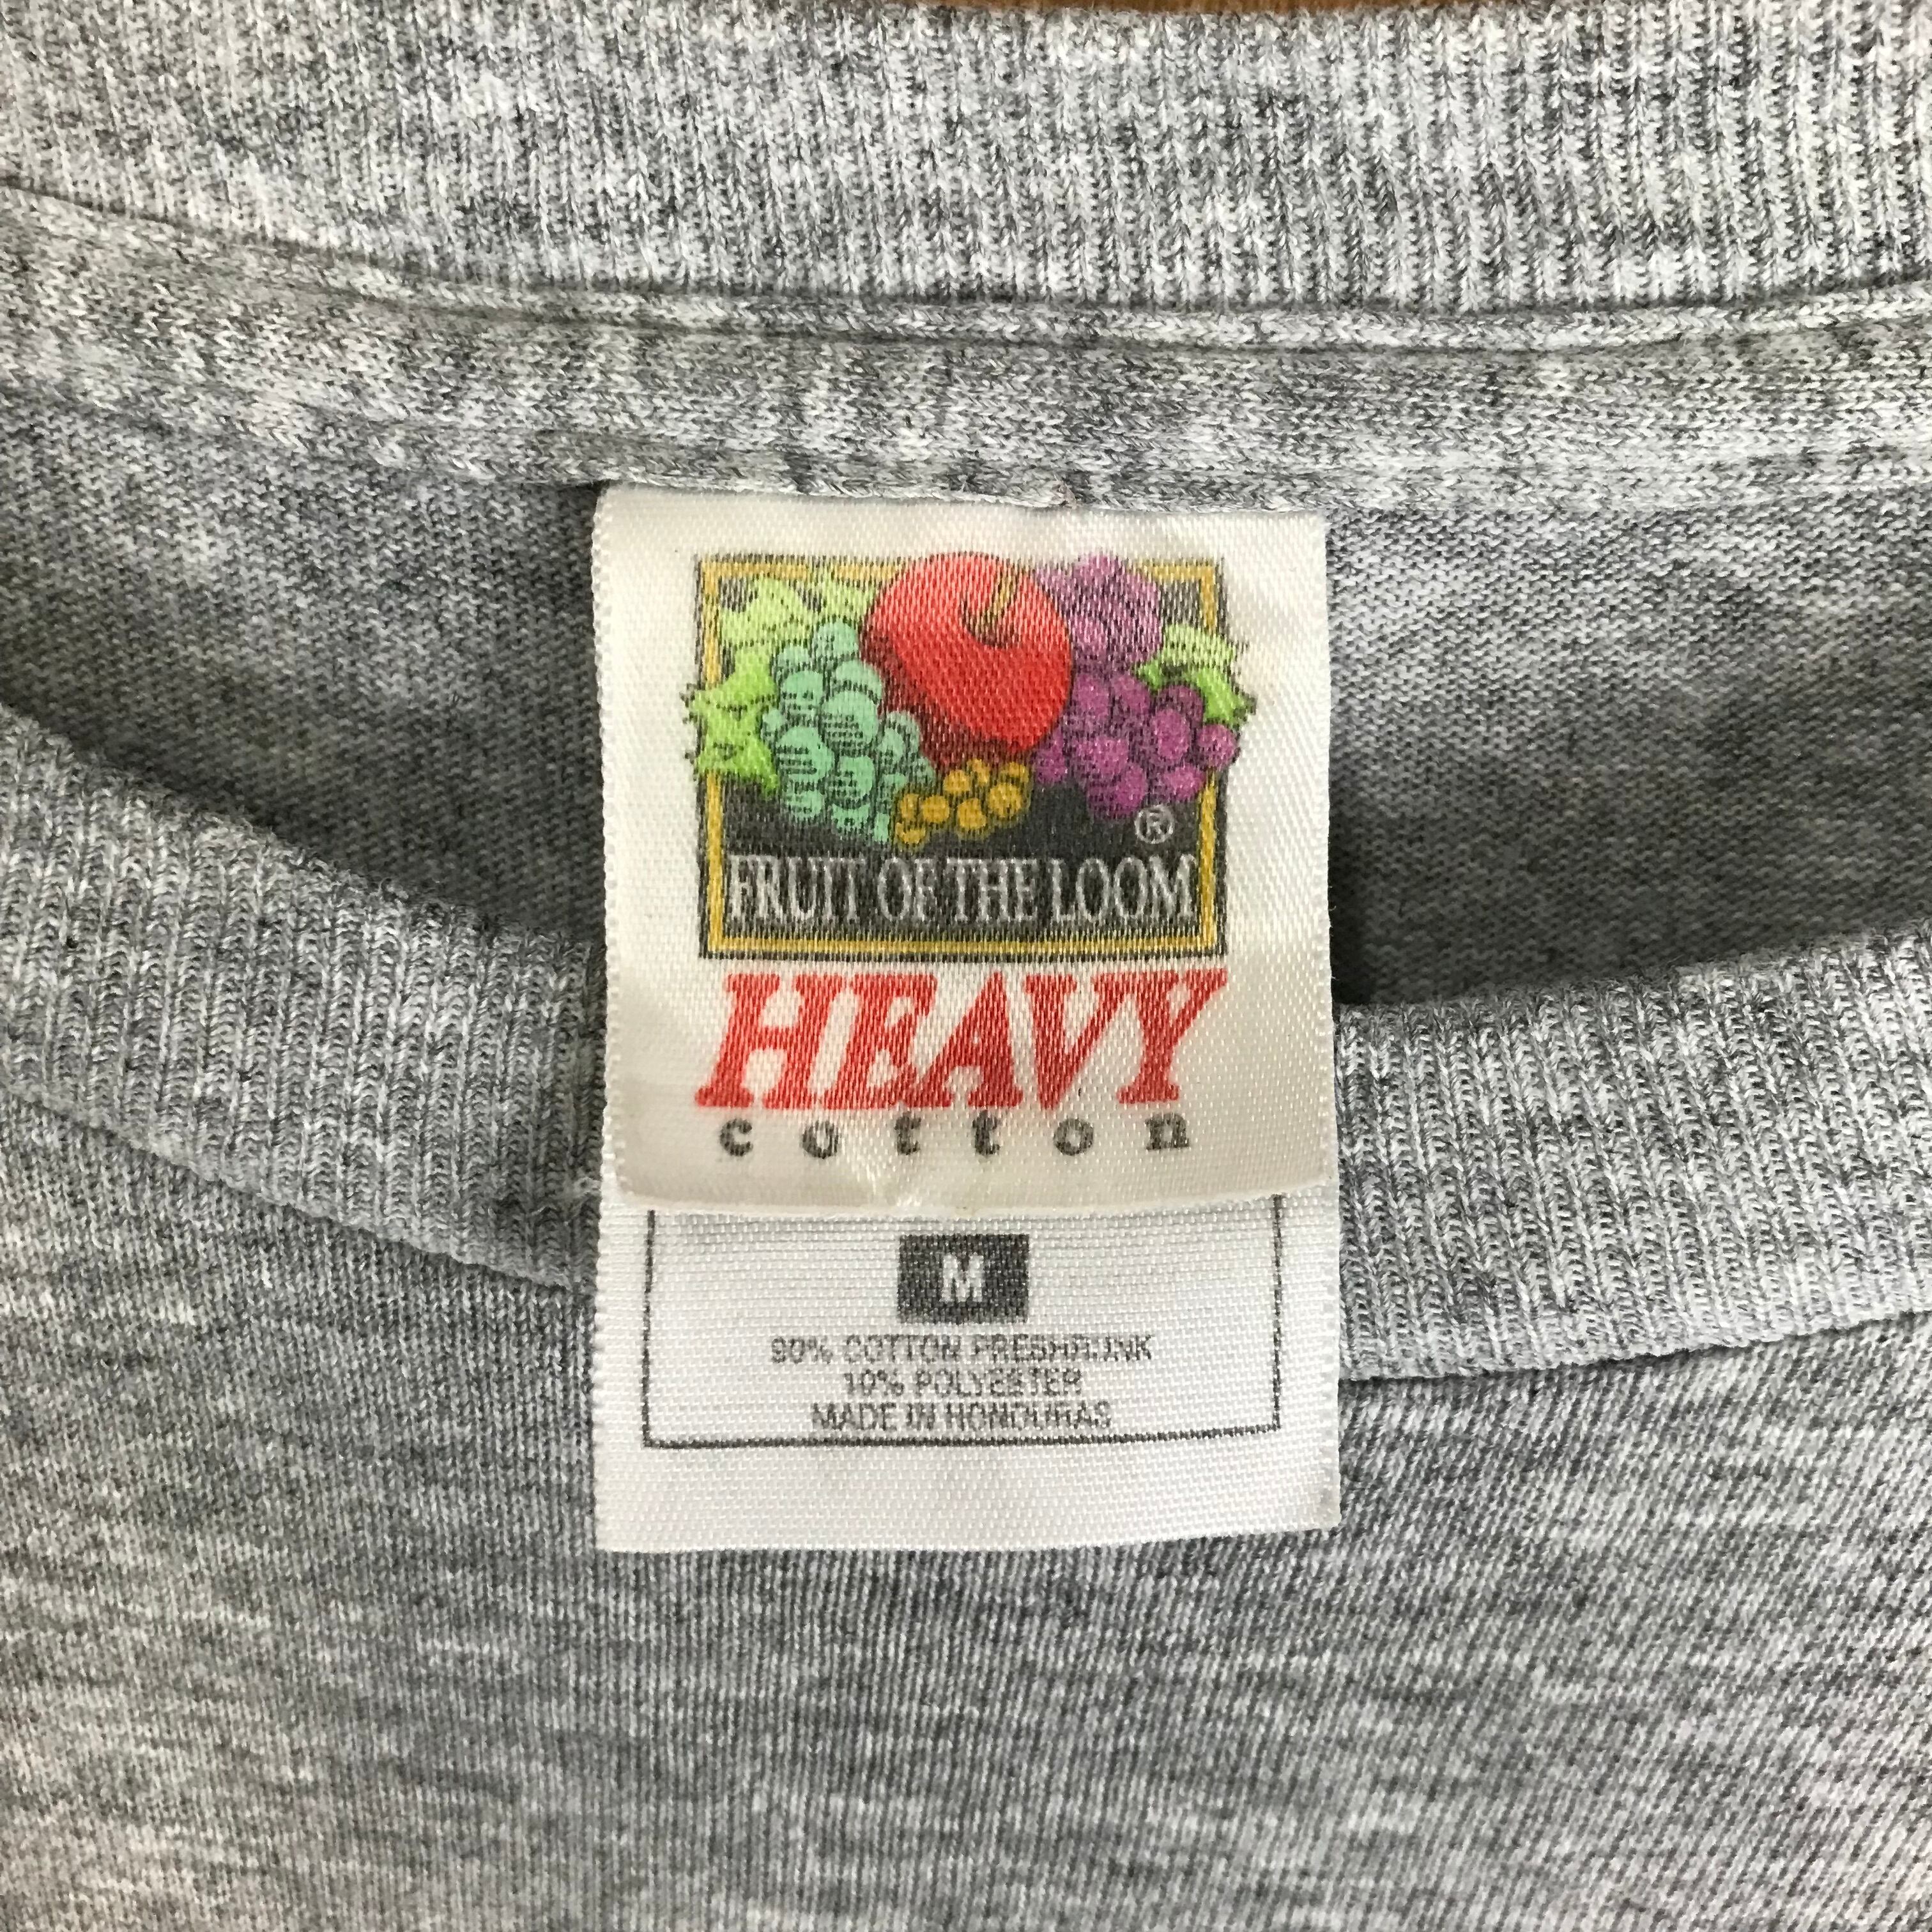 ®
FRUIT OF THE LOOM
HEAVY
cotton
M
90% COTTON PRESHRUNK
10% POLYESTER
MADE IN HONDURAS